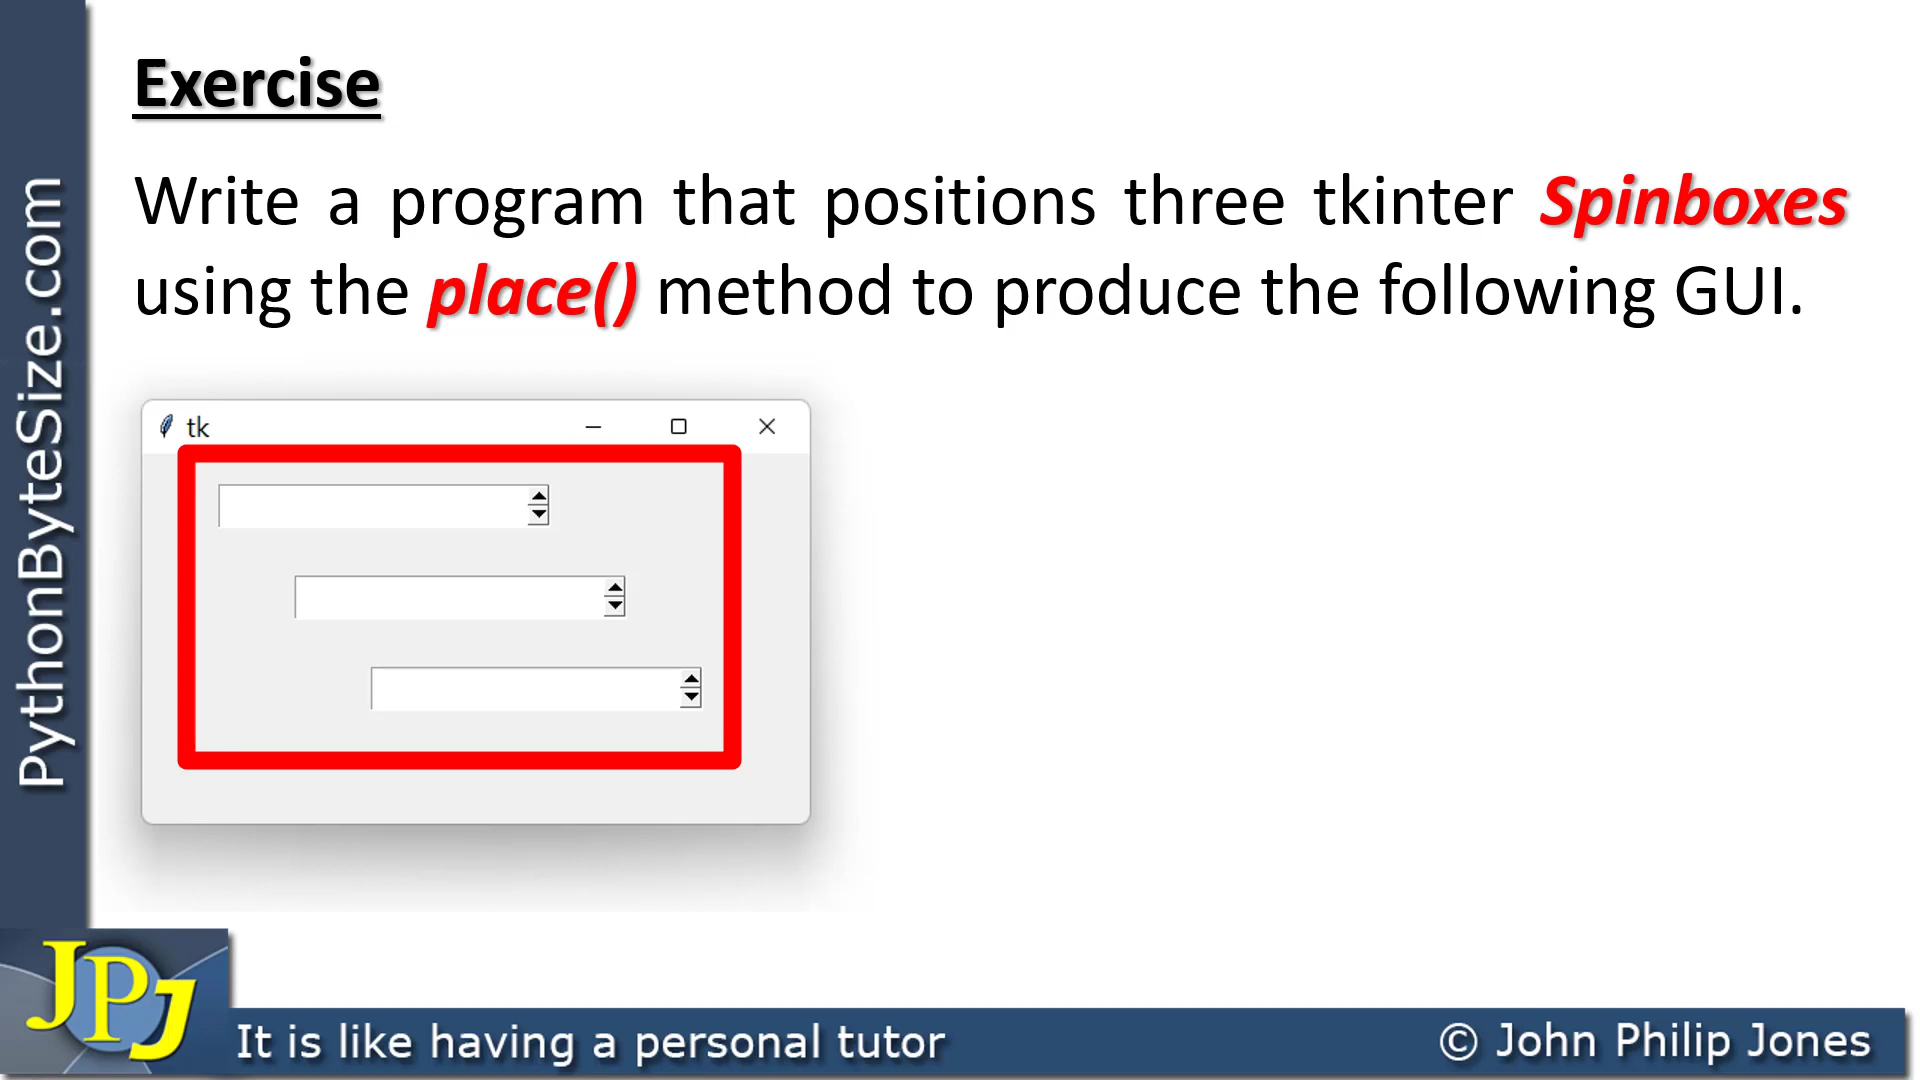 Exercise
Write a program that positions three tkinter Spinboxes
using the place() method to produce the following GUI.
tk
PythonByteSize.com
JPJ
It is like having a personal tutor
© John Philip Jones